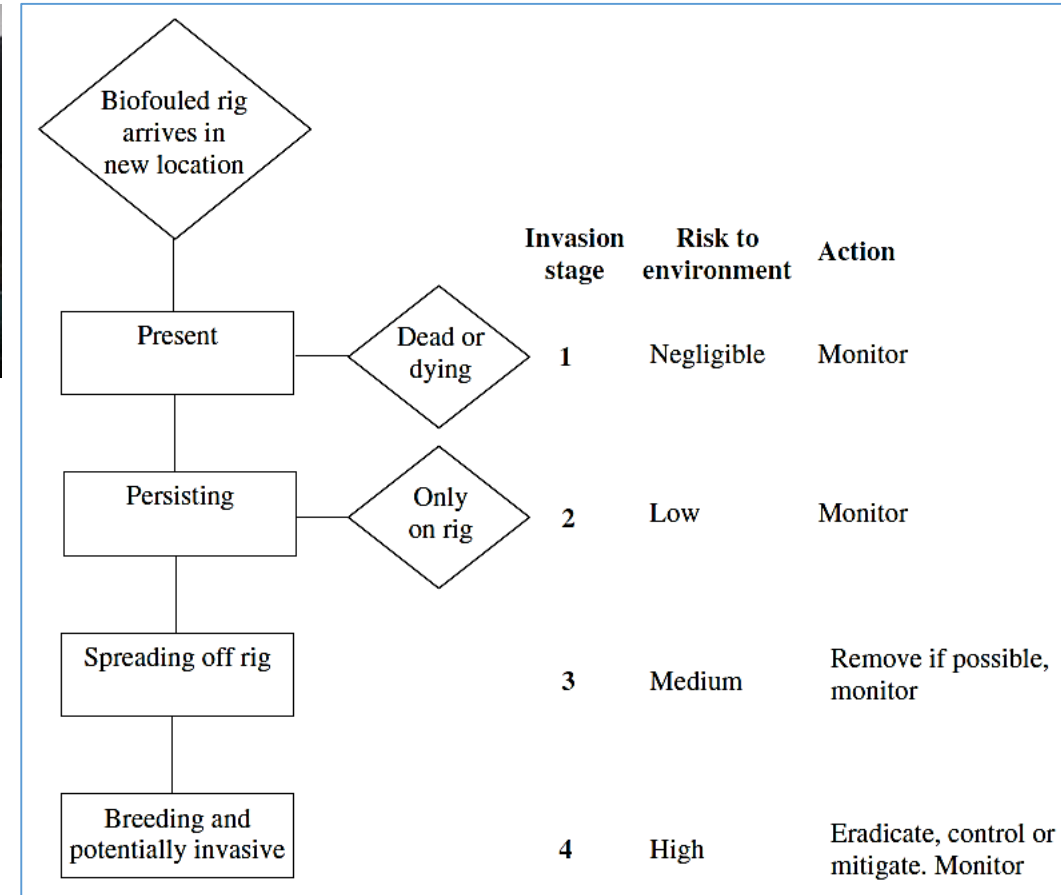 Biofouled rig
arrives in
new location
Invasion
stage
Risk to
environment
Action
Present
Dead or
dying
1
Negligible
Monitor
Persisting
Only
on rig
2
Low
Monitor
Spreading off rig
3
Medium
Remove if possible,
monitor
Breeding and
potentially invasive
4
High
Eradicate, control or
mitigate. Monitor